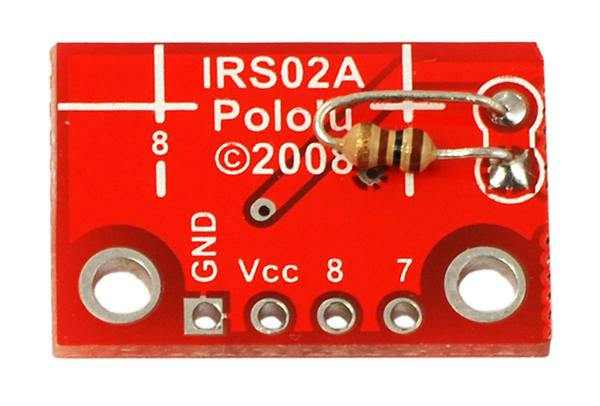 IRS02A
Pololu
©2008
8
GND Vcc 8 7